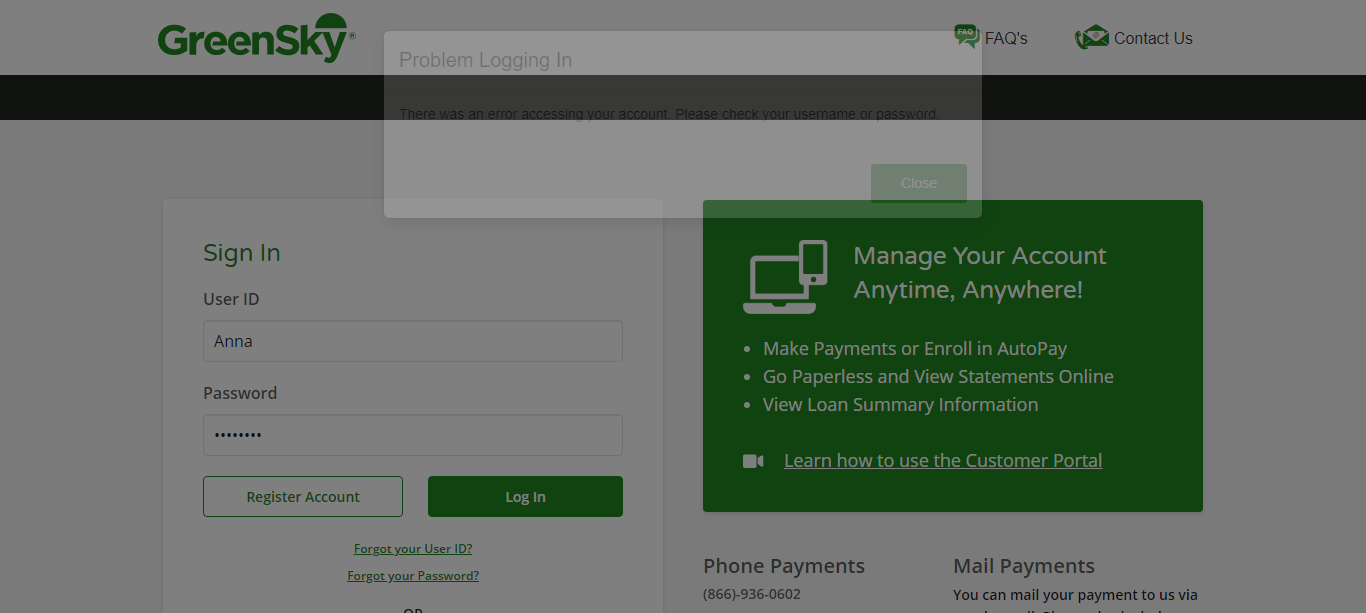 GreenSky®
FAQ
FAQ's
Contact Us
Problem Logging In
There was an error accessing your account. Please check your username or password.
Close
Sign In
User ID
Anna
Password
••••••••
Register Account
Log In
Forgot your User ID?
Forgot your Password?
OR
Manage Your Account
Anytime, Anywhere!
• Make Payments or Enroll in AutoPay
• Go Paperless and View Statements Online
• View Loan Summary Information
Learn how to use the Customer Portal
Phone Payments
(866)-936-0602
Mail Payments
You can mail your payment to us via